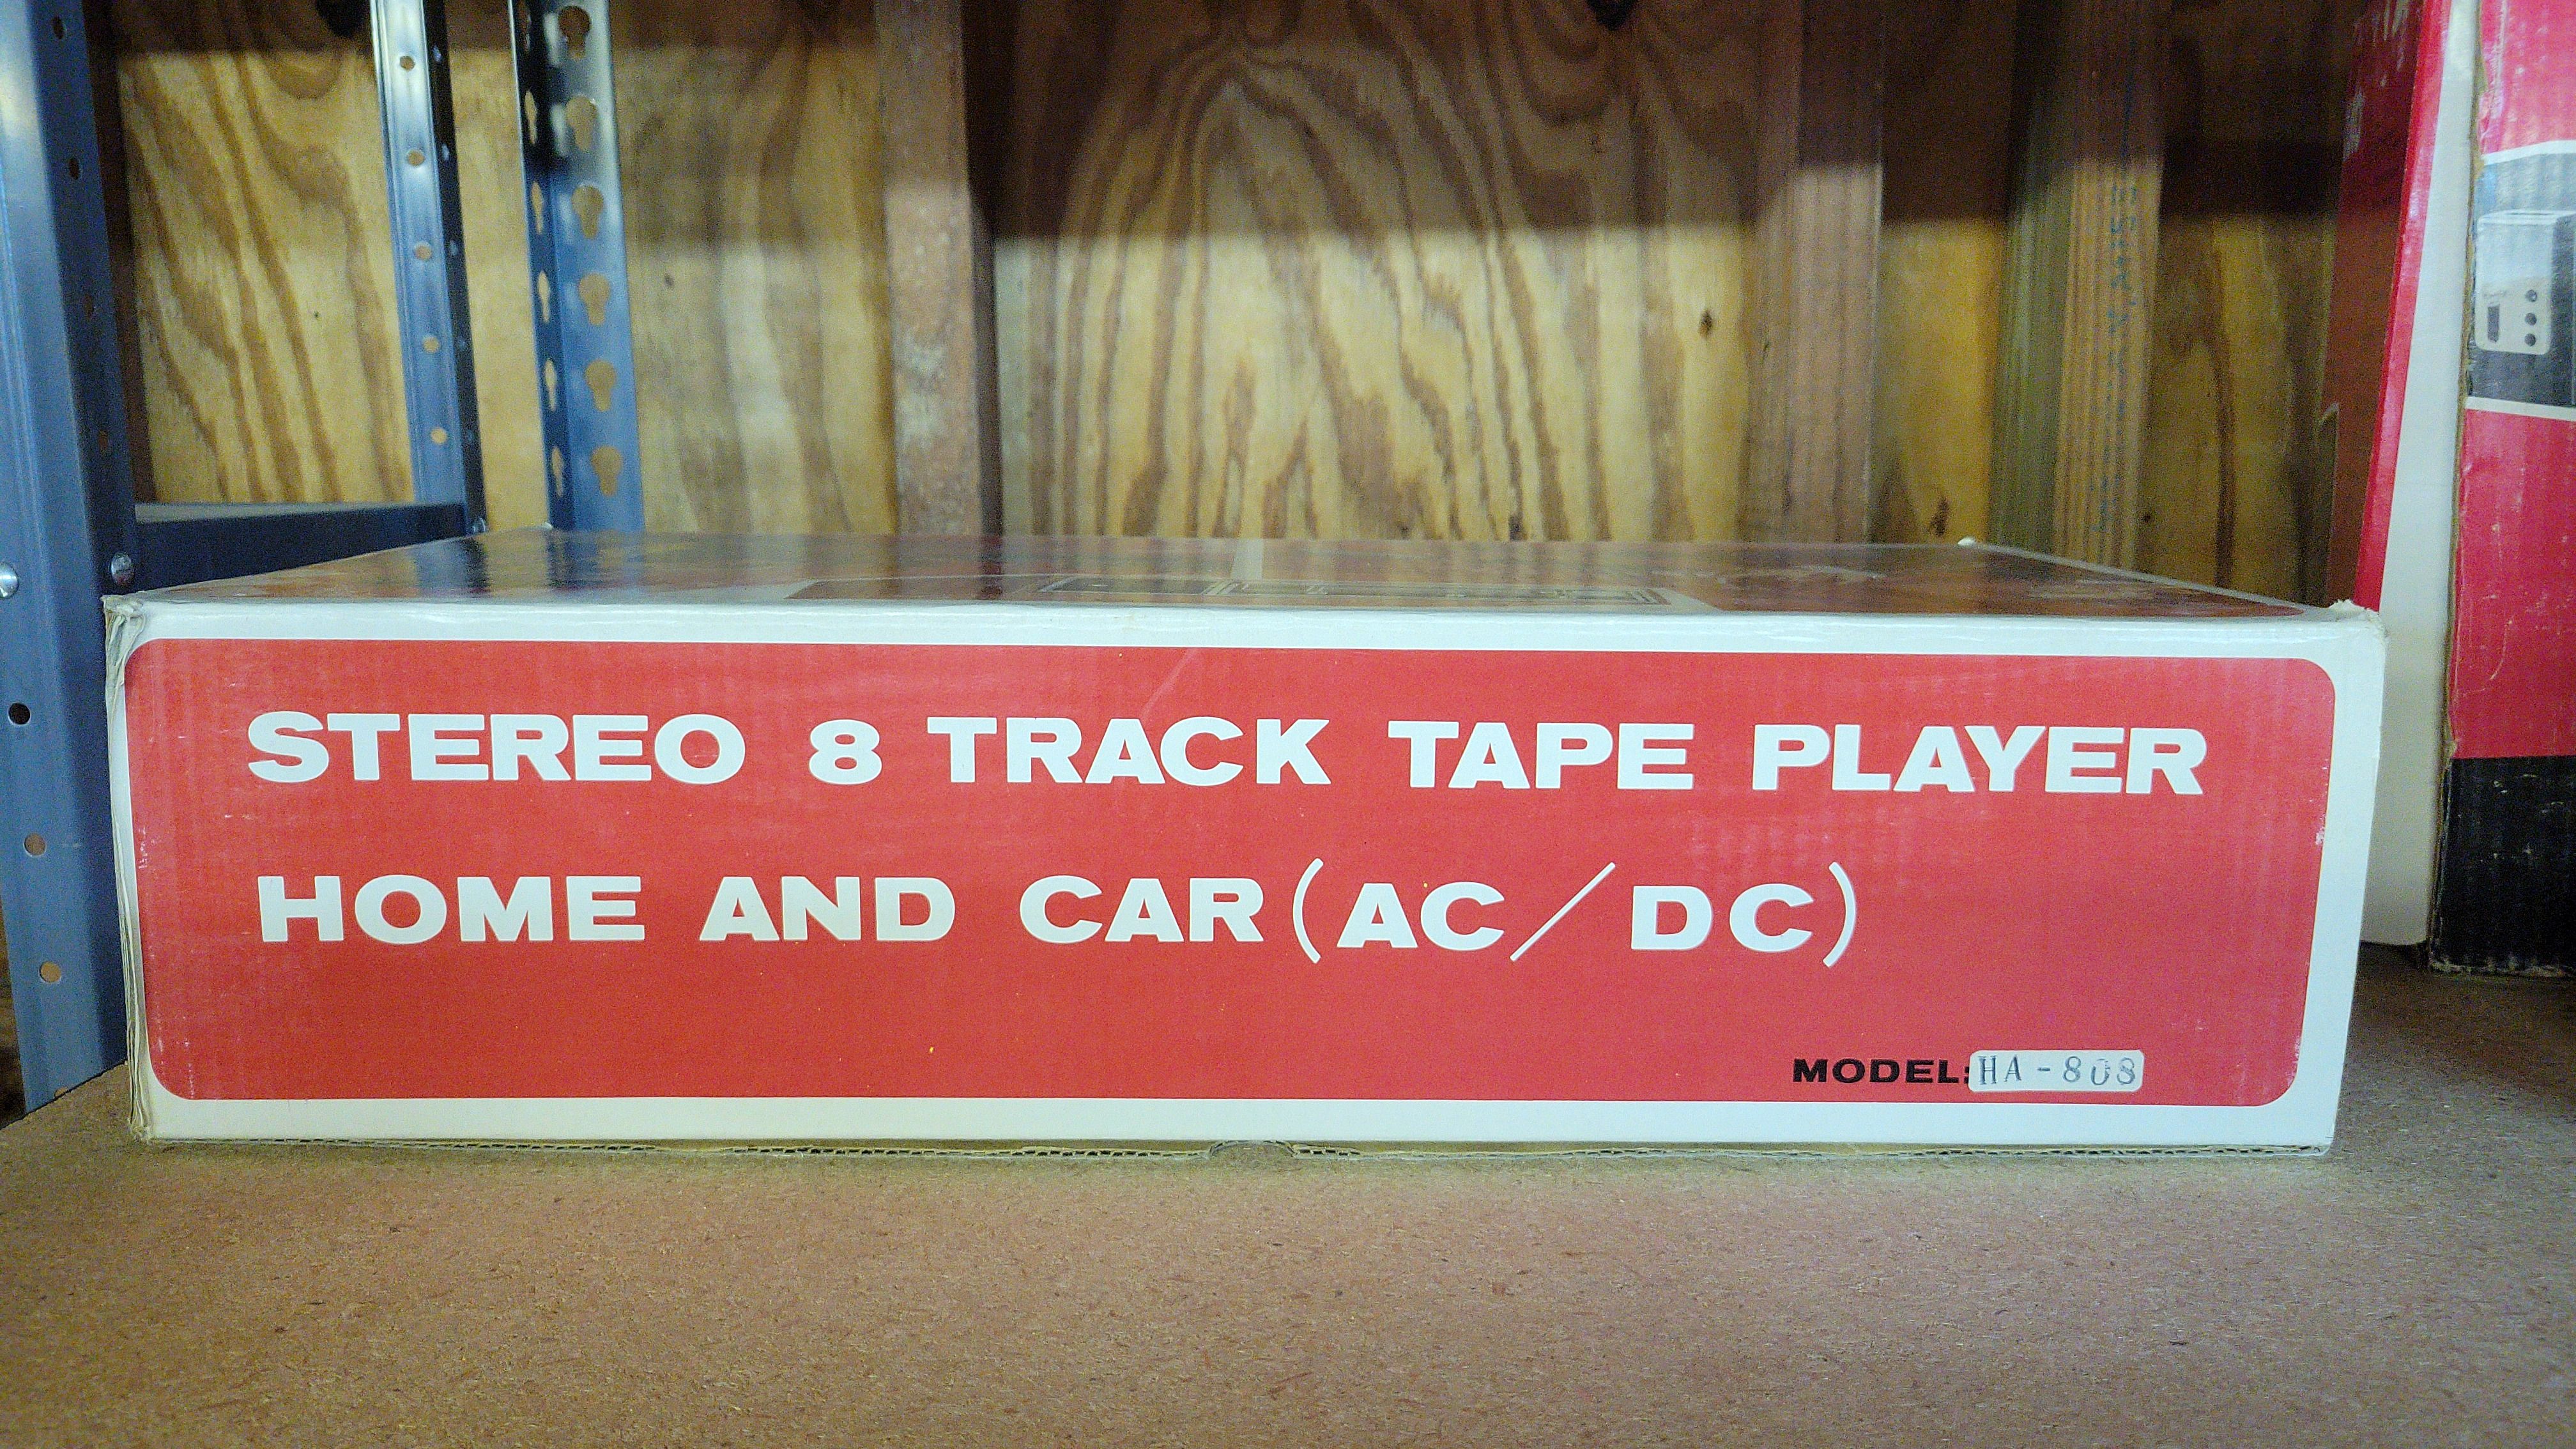 STEREO 8 TRACK TAPE PLAYER
HOME AND CAR (AC/DC)
MODEL: HA-808